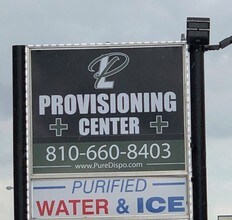 PROVISIONING
CENTER
810-660-8403
www.PureDispo.com
PURIFIED
WATER & ICE